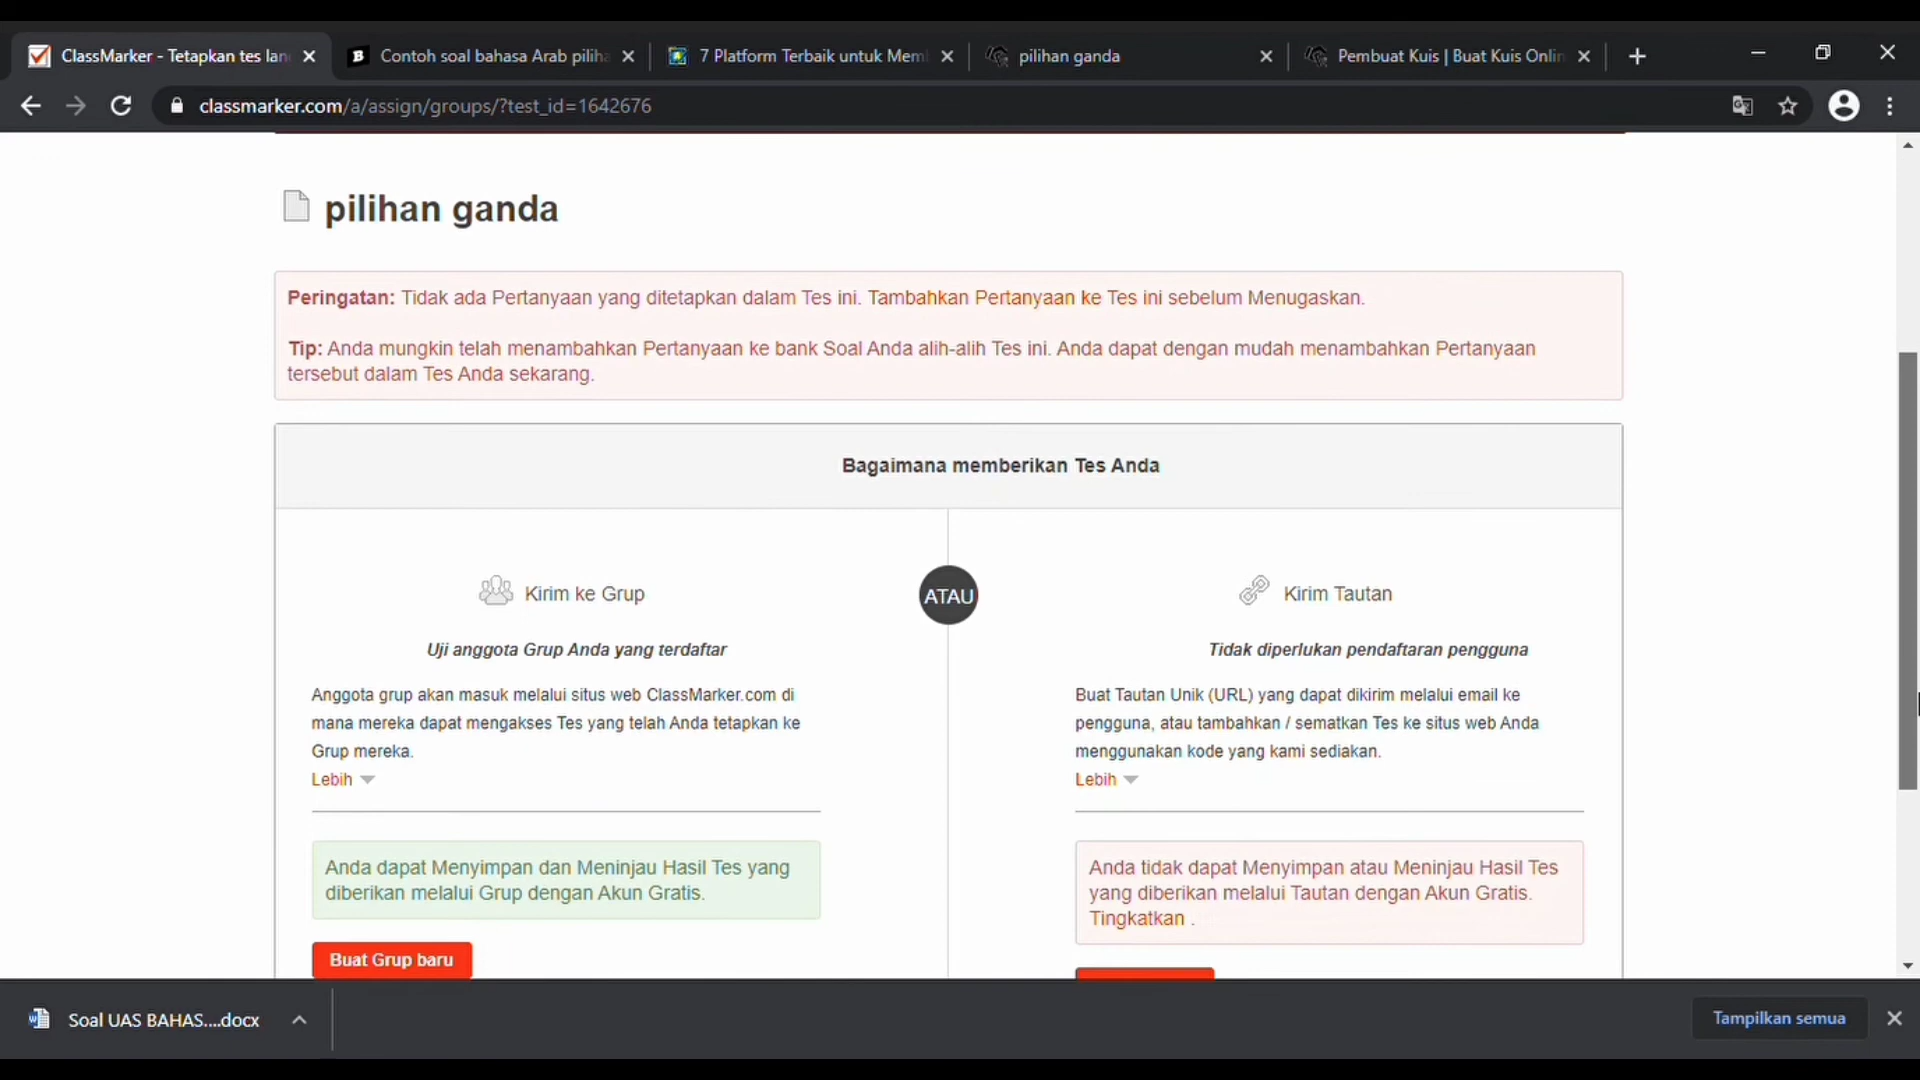 ClassMarker - Tetapkan tes lan
Contoh soal bahasa Arab piliha
7 Platform Terbaik untuk Mem
pilihan ganda
Pembuat Kuis | Buat Kuis Onlin
classmarker.com/a/assign/groups/?test_id=1642676
pilihan ganda
Peringatan: Tidak ada Pertanyaan yang ditetapkan dalam Tes ini. Tambahkan Pertanyaan ke Tes ini sebelum Menugaskan.
Tip: Anda mungkin telah menambahkan Pertanyaan ke bank Soal Anda alih-alih Tes ini. Anda dapat dengan mudah menambahkan Pertanyaan
tersebut dalam Tes Anda sekarang.
Bagaimana memberikan Tes Anda
Kirim ke Grup
Uji anggota Grup Anda yang terdaftar
Anggota grup akan masuk melalui situs web ClassMarker.com di
mana mereka dapat mengakses Tes yang telah Anda tetapkan ke
Grup mereka.
Lebih
Anda dapat Menyimpan dan Meninjau Hasil Tes yang
diberikan melalui Grup dengan Akun Gratis.
Buat Grup baru
ATAU
Kirim Tautan
Tidak diperlukan pendaftaran pengguna
Buat Tautan Unik (URL) yang dapat dikirim melalui email ke
pengguna, atau tambahkan / sematkan Tes ke situs web Anda
menggunakan kode yang kami sediakan.
Lebih
Anda tidak dapat Menyimpan atau Meninjau Hasil Tes
yang diberikan melalui Tautan dengan Akun Gratis.
Tingkatkan .
Soal UAS BAHAS....docx
Tampilkan semua